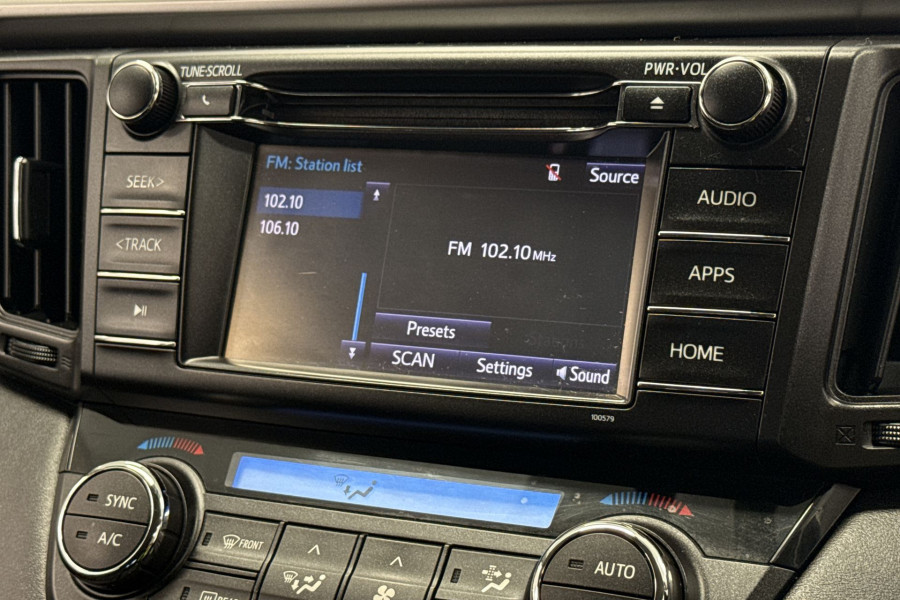 TUNE·SCROLL
PWR·VOL
SEEK>
<TRACK
FM: Station list
Source
102.10
106.10
FM 102.10 MHz
Presets
SCAN
Settings
Sound
AUDIO
APPS
HOME
100579
SYNC
A/C
FRONT
REAR
AUTO